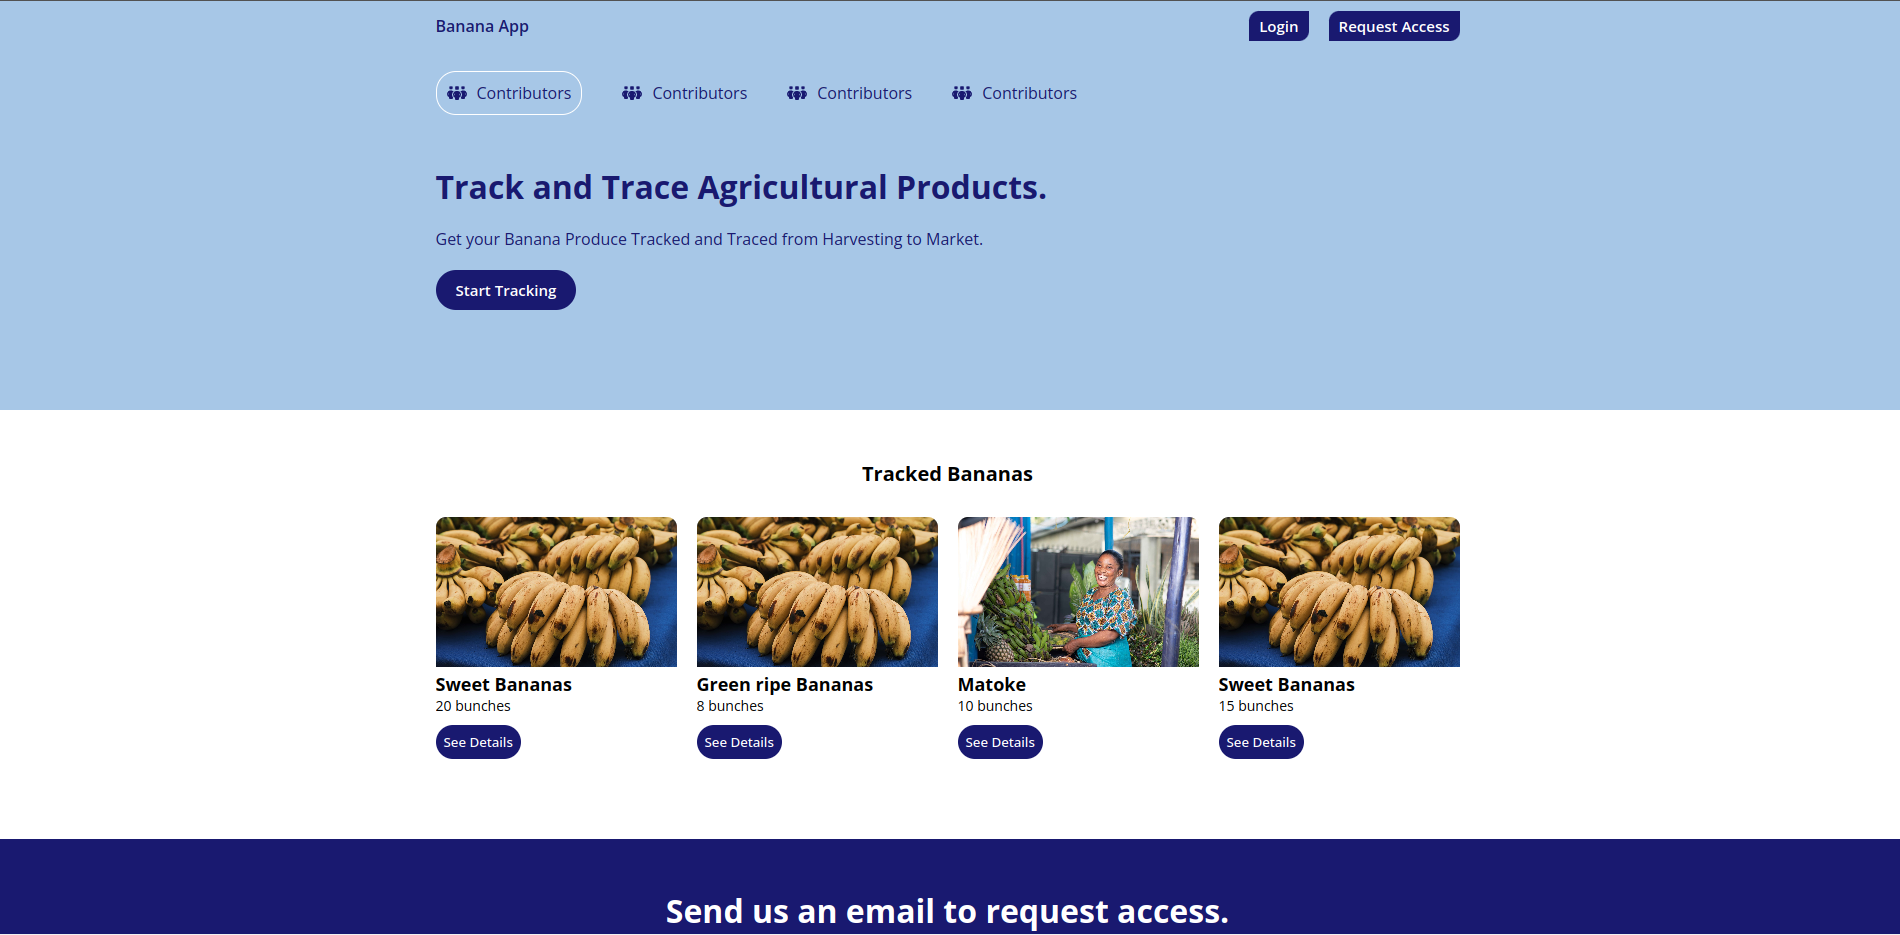 Banana App
Login
Request Access
Contributors
Contributors
Contributors
Contributors
Track and Trace Agricultural Products.
Get your Banana Produce Tracked and Traced from Harvesting to Market.
Start Tracking
Tracked Bananas
Sweet Bananas
20 bunches
See Details
Green ripe Bananas
8 bunches
See Details
Matoke
10 bunches
See Details
Sweet Bananas
15 bunches
See Details
Send us an email to request access.